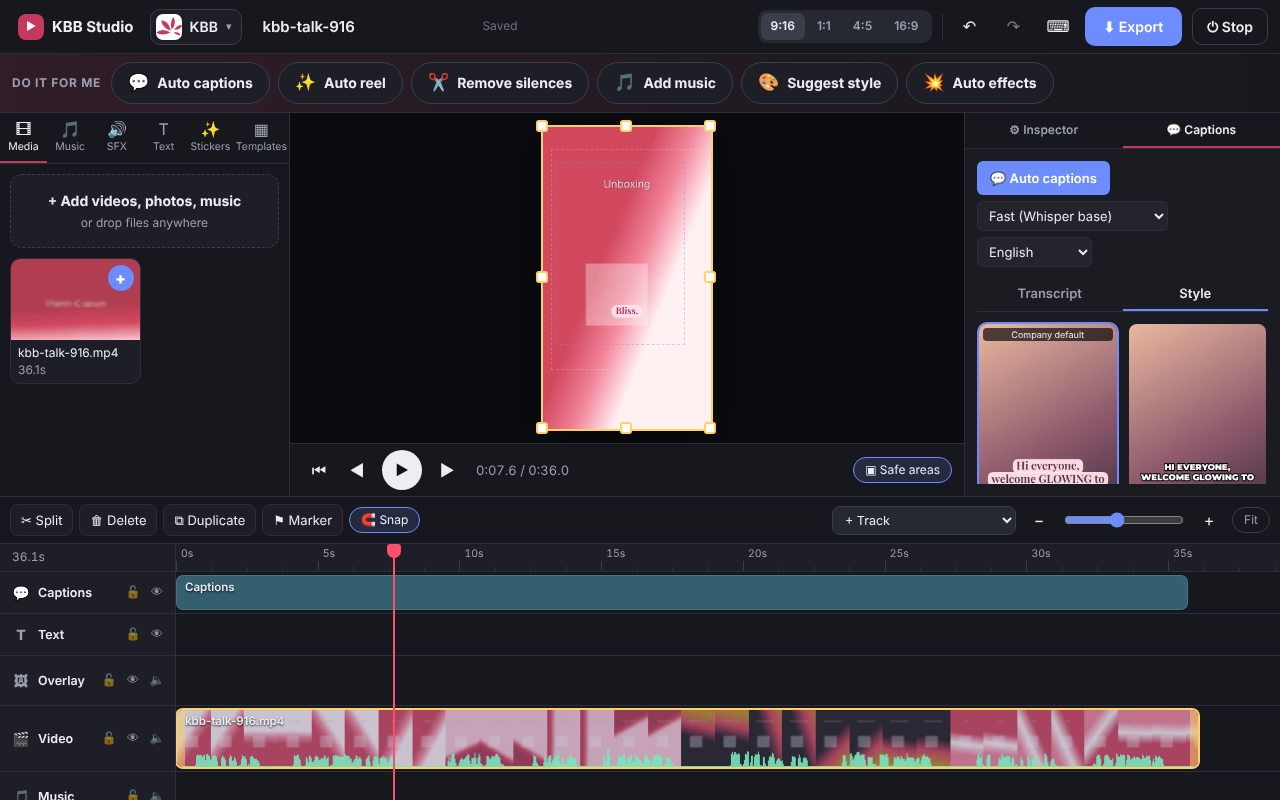 KBB Studio
KBB
kbb-talk-916
Saved
9:16
1:1
4:5
16:9
Export
Stop
DO IT FOR ME
Auto captions
Auto reel
Remove silences
Add music
Suggest style
Auto effects
Media
Music
SFX
Text
Stickers
Templates
+ Add videos, photos, music
or drop files anywhere
Vitamin C serum
kbb-talk-916.mp4
36.1s
Unboxing
Bliss.
0:07.6 / 0:36.0
Safe areas
Inspector
Captions
Auto captions
Fast (Whisper base)
English
Transcript
Style
Company default
Hi everyone,
welcome GLOWING to
HI EVERYONE,
WELCOME GLOWING TO
Split
Delete
Duplicate
Marker
Snap
+ Track
Fit
36.1s
0s
5s
10s
15s
20s
25s
30s
35s
Captions
Captions
Text
Overlay
Video
kbb-talk-916.mp4
Music